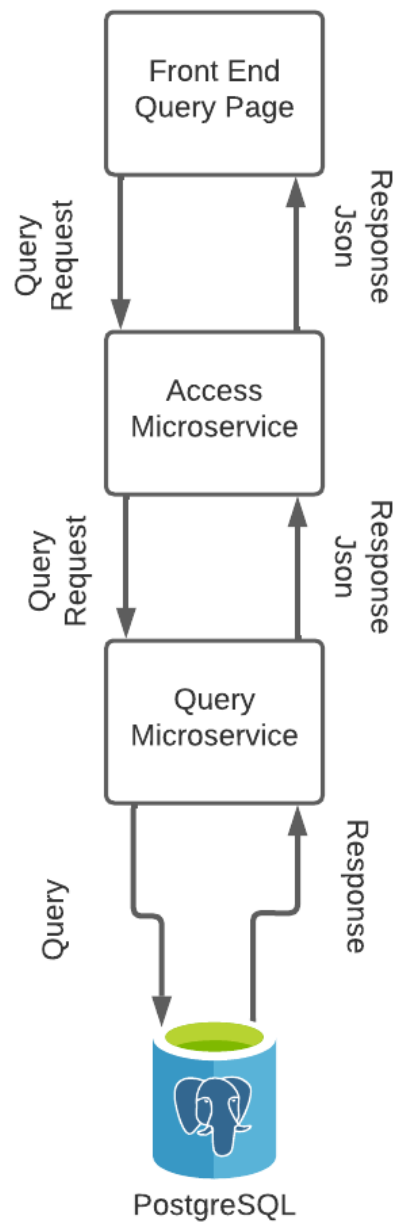 Front End
Query Page
Query
Request
Response
Json
Access
Microservice
Query
Request
Response
Json
Query
Microservice
Query
Response
PostgreSQL